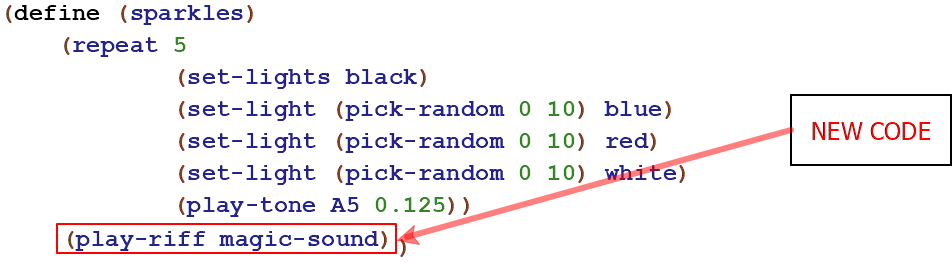 (define (sparkles)
(repeat 5
(set-lights black)
(set-light (pick-random 0 10) blue)
(set-light (pick-random 0 10) red)
(set-light (pick-random 0 10) white)
(play-tone A5 0.125))
(play-riff magic-sound))
NEW CODE